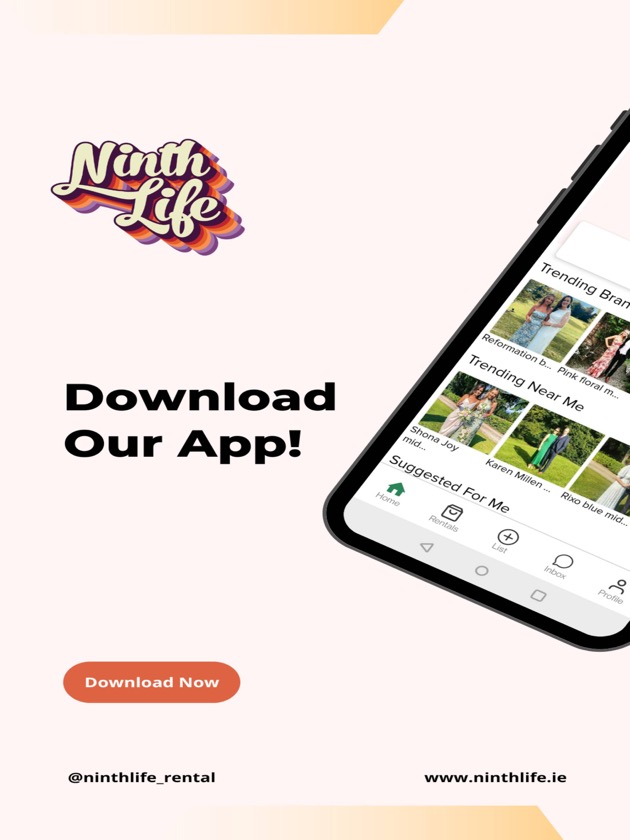 Ninth
Life
Download
Our App!
Trending Bran
Reformation b...
Pink floral m...
Trending Near Me
Shona Joy
mid...
Karen Millen ...
Rixo blue mid...
Suggested For Me
Home
Rentals
List
Inbox
Profile
Download Now
@ninthlife_rental
www.ninthlife.ie